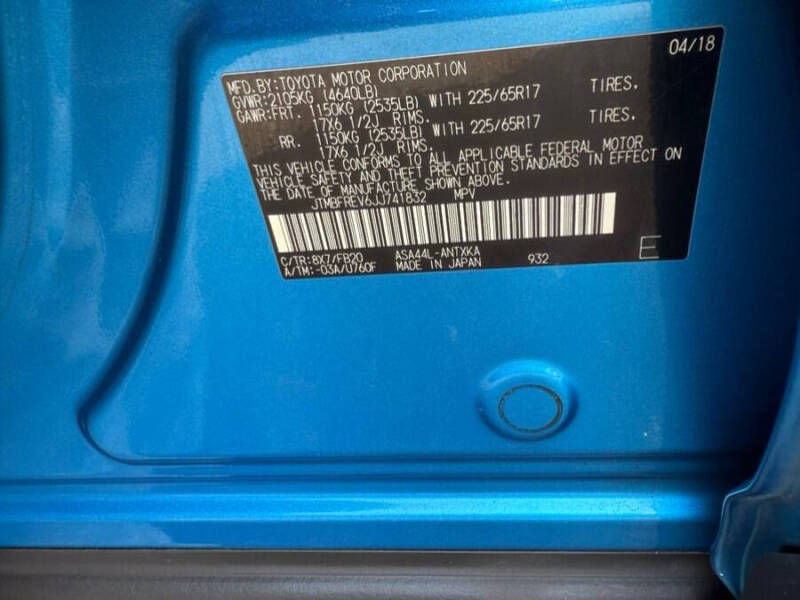 04/18
MFD.BY:TOYOTA MOTOR CORPORATION
GVWR:2105KG (4640LB)
GAWR:FRT. 1150KG (2535LB) WITH 225/65R17 TIRES.
17X6 1/2J RIMS.
RR. 1150KG (2535LB) WITH 225/65R17 TIRES.
17X6 1/2J RIMS.
THIS VEHICLE CONFORMS TO ALL APPLICABLE FEDERAL MOTOR
VEHICLE SAFETY AND THEFT PREVENTION STANDARDS IN EFFECT ON
THE DATE OF MANUFACTURE SHOWN ABOVE.
JTMBFREV6JJ741832 MPV
C/TR:8X7/FB20 ASA44L-ANTXKA 932 E
A/TM:-03A/U760F MADE IN JAPAN